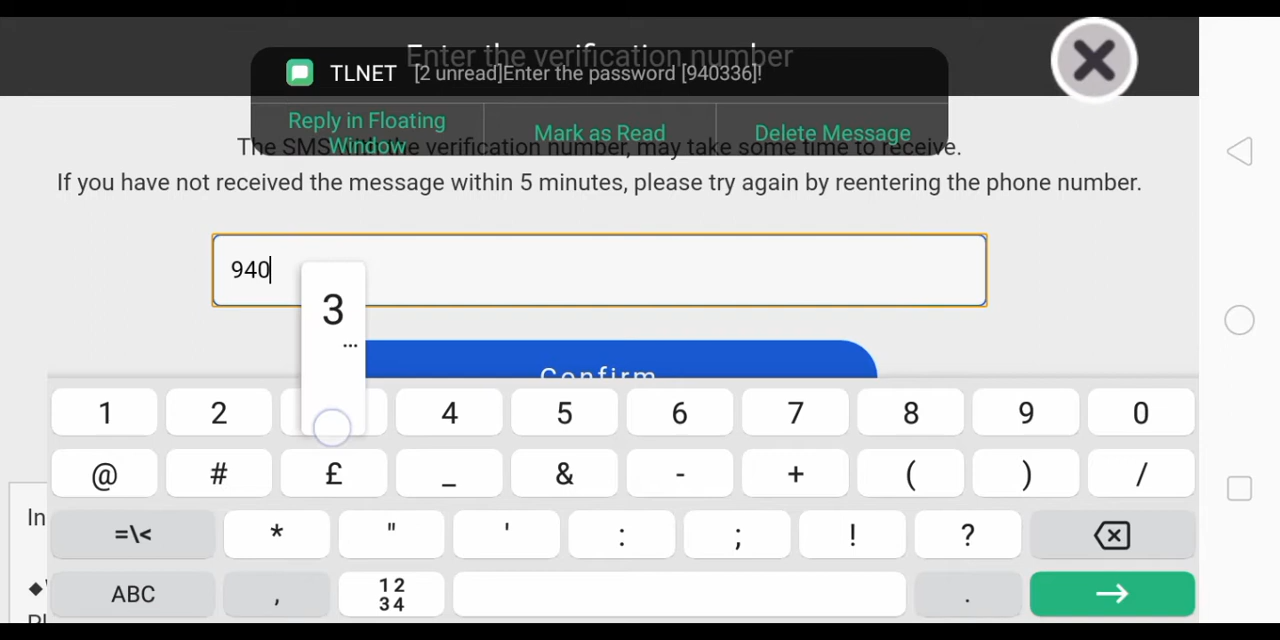 Enter the verification number
TLNET [2 unread]Enter the password [940336]!
Reply in Floating Window
Mark as Read
Delete Message
The SMS the verification number, may take some time to receive.
If you have not received the message within 5 minutes, please try again by reentering the phone number.
940
3
...
Confirm
1 2 4 5 6 7 8 9 0
@ # £ _ & - + ( ) /
In
=\< * " ' : ; ! ?
ABC , 12 34 .